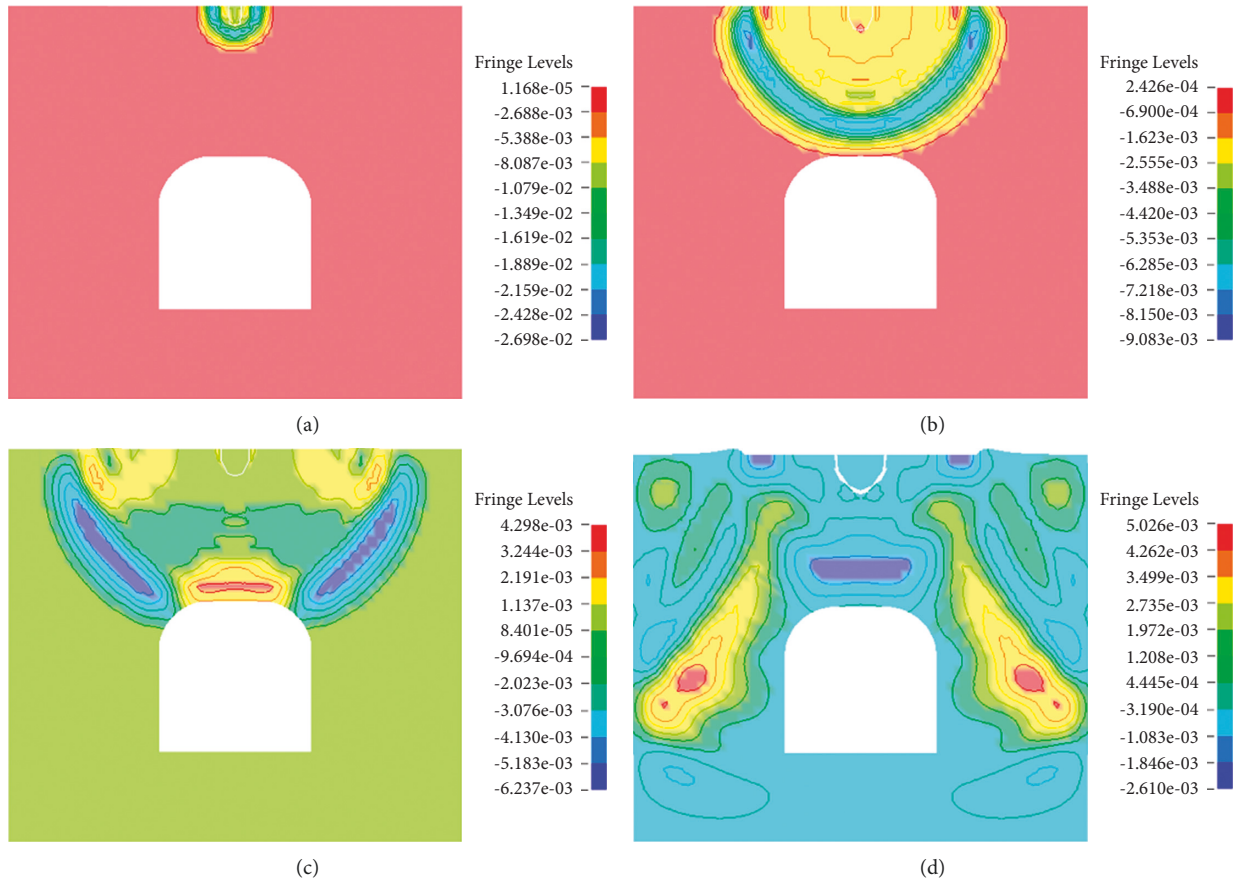 Fringe Levels
1.168e-05
-2.688e-03
-5.388e-03
-8.087e-03
-1.079e-02
-1.349e-02
-1.619e-02
-1.889e-02
-2.159e-02
-2.428e-02
-2.698e-02
(a)
Fringe Levels
2.426e-04
-6.900e-04
-1.623e-03
-2.555e-03
-3.488e-03
-4.420e-03
-5.353e-03
-6.285e-03
-7.218e-03
-8.150e-03
-9.083e-03
(b)
Fringe Levels
4.298e-03
3.244e-03
2.191e-03
1.137e-03
8.401e-05
-9.694e-04
-2.023e-03
-3.076e-03
-4.130e-03
-5.183e-03
-6.237e-03
(c)
Fringe Levels
5.026e-03
4.262e-03
3.499e-03
2.735e-03
1.972e-03
1.208e-03
4.445e-04
-3.190e-04
-1.083e-03
-1.846e-03
-2.610e-03
(d)